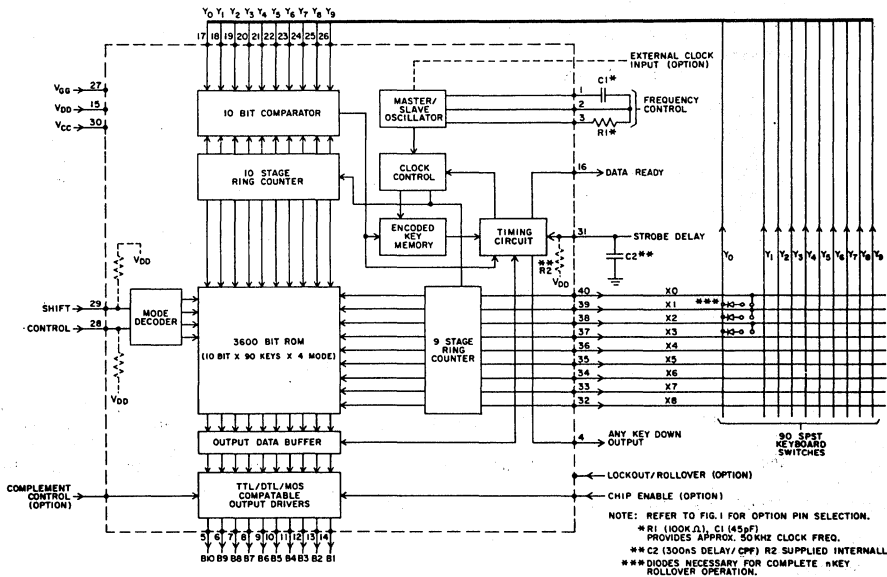 Y0 Y1 Y2 Y3 Y4 Y5 Y6 Y7 Y8 Y9
17 18 19 20 21 22 23 24 25 26
EXTERNAL CLOCK
INPUT (OPTION)
VGG 27
VDD 15
VCC 30
10 BIT COMPARATOR
MASTER/
SLAVE
OSCILLATOR
1
C1*
2
3
R1*
FREQUENCY
CONTROL
10 STAGE
RING COUNTER
CLOCK
CONTROL
16
DATA READY
ENCODED
KEY
MEMORY
TIMING
CIRCUIT
31
STROBE DELAY
**
R2
VDD
C2**
Y0 Y1 Y2 Y3 Y4 Y5 Y6 Y7 Y8 Y9
VDD
SHIFT 29
CONTROL 28
VDD
MODE
DECODER
3600 BIT ROM
(10 BIT X 90 KEYS X 4 MODE)
9 STAGE
RING
COUNTER
40 X0
39 X1
38 X2
37 X3
36 X4
35 X5
34 X6
33 X7
32 X8
***
OUTPUT DATA BUFFER
4
ANY KEY DOWN
OUTPUT
90 SPST
KEYBOARD
SWITCHES
COMPLEMENT
CONTROL
(OPTION)
TTL/DTL/MOS
COMPATABLE
OUTPUT DRIVERS
LOCKOUT/ROLLOVER (OPTION)
CHIP ENABLE (OPTION)
5 6 7 8 9 10 11 12 13 14
B10 B9 B8 B7 B6 B5 B4 B3 B2 B1
NOTE: REFER TO FIG. 1 FOR OPTION PIN SELECTION.
*R1 (100KΩ), C1 (45pF)
PROVIDES APPROX. 50KHZ CLOCK FREQ.
**C2 (300nS DELAY/CPF) R2 SUPPLIED INTERNALL
***DIODES NECESSARY FOR COMPLETE nKEY
ROLLOVER OPERATION.